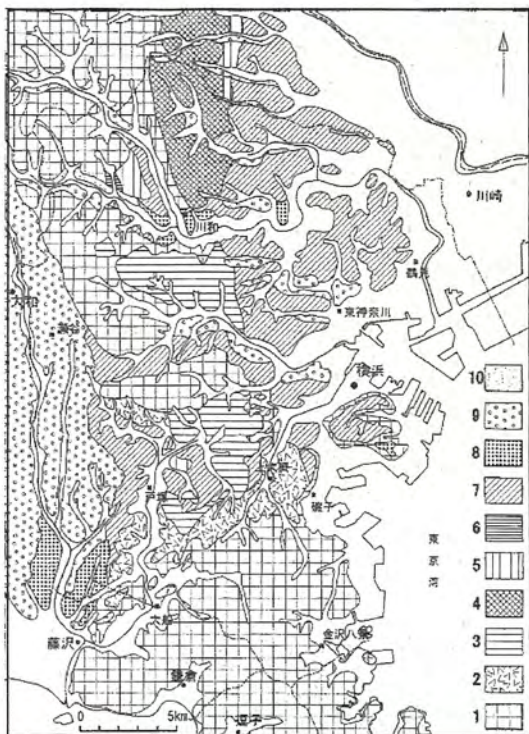 川崎
川和
鶴見
大和
瀬谷
東神奈川
横浜
10
9
8
7
6
5
4
3
2
1
上大岡
戸塚
磯子
東京湾
大船
藤沢
金沢八景
鎌倉
逗子
0 5km